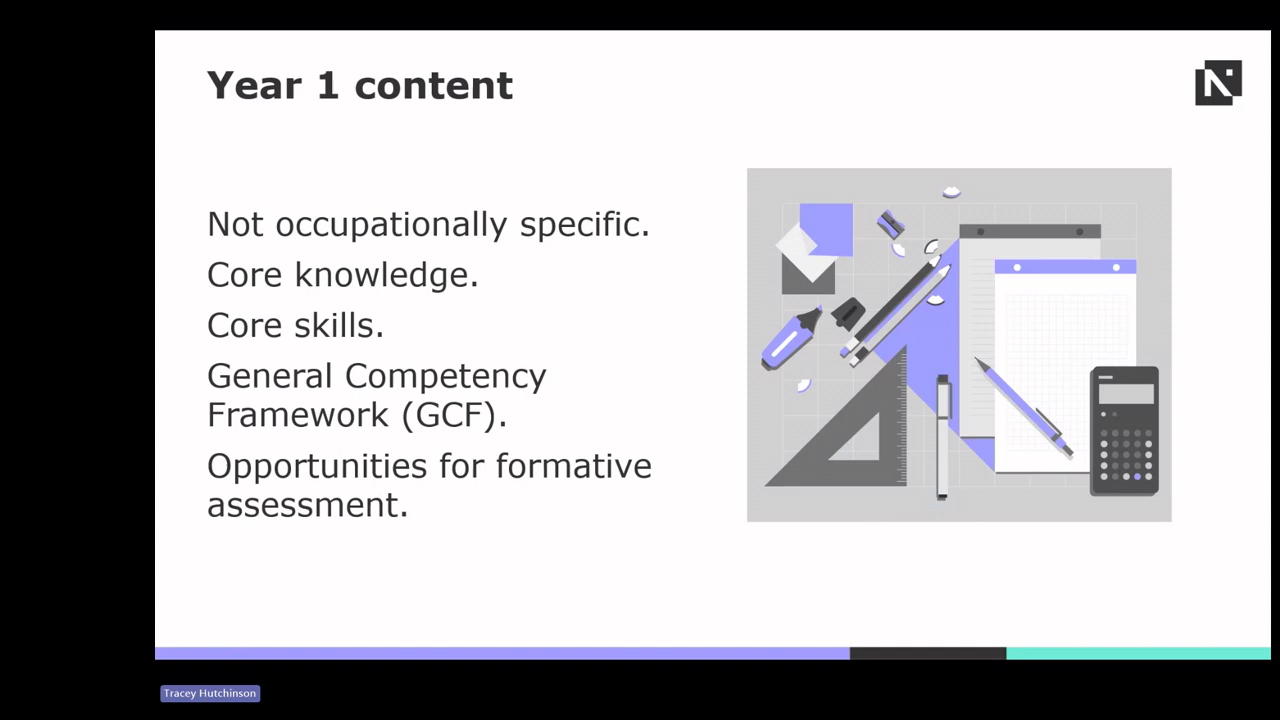 Year 1 content
Not occupationally specific.
Core knowledge.
Core skills.
General Competency
Framework (GCF).
Opportunities for formative
assessment.
Tracey Hutchinson